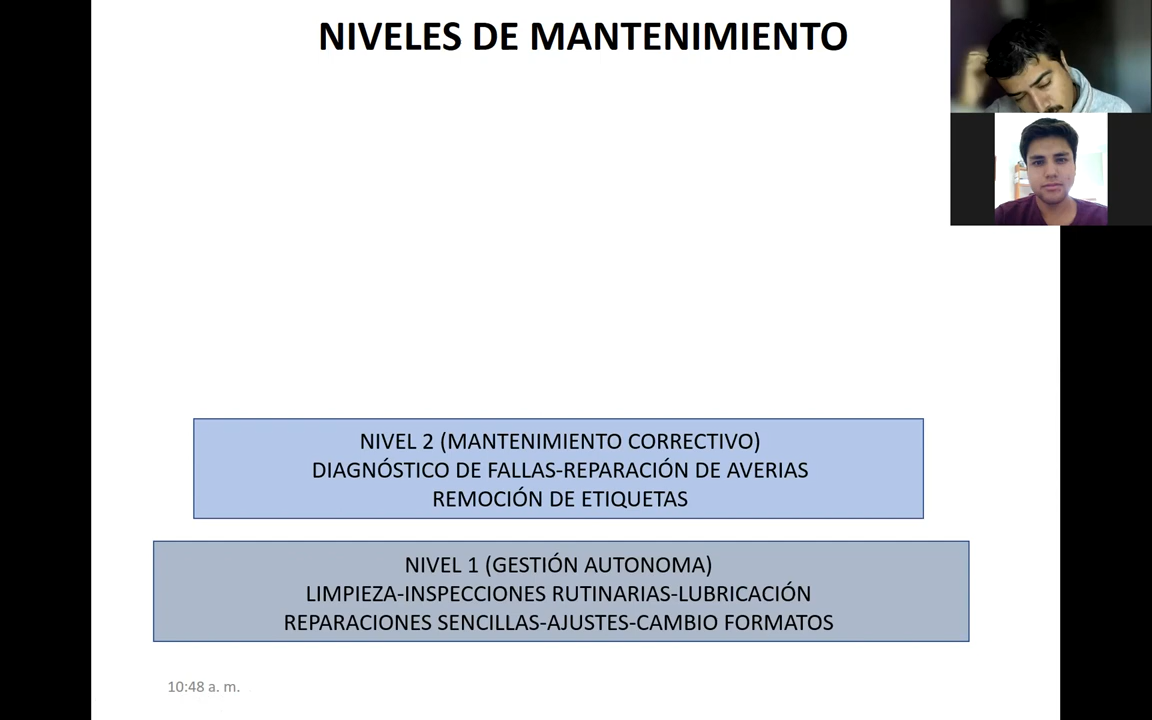 NIVELES DE MANTENIMIENTO
NIVEL 2 (MANTENIMIENTO CORRECTIVO)
DIAGNÓSTICO DE FALLAS-REPARACIÓN DE AVERIAS
REMOCIÓN DE ETIQUETAS
NIVEL 1 (GESTIÓN AUTONOMA)
LIMPIEZA-INSPECCIONES RUTINARIAS-LUBRICACIÓN
REPARACIONES SENCILLAS-AJUSTES-CAMBIO FORMATOS
10:48 a. m.